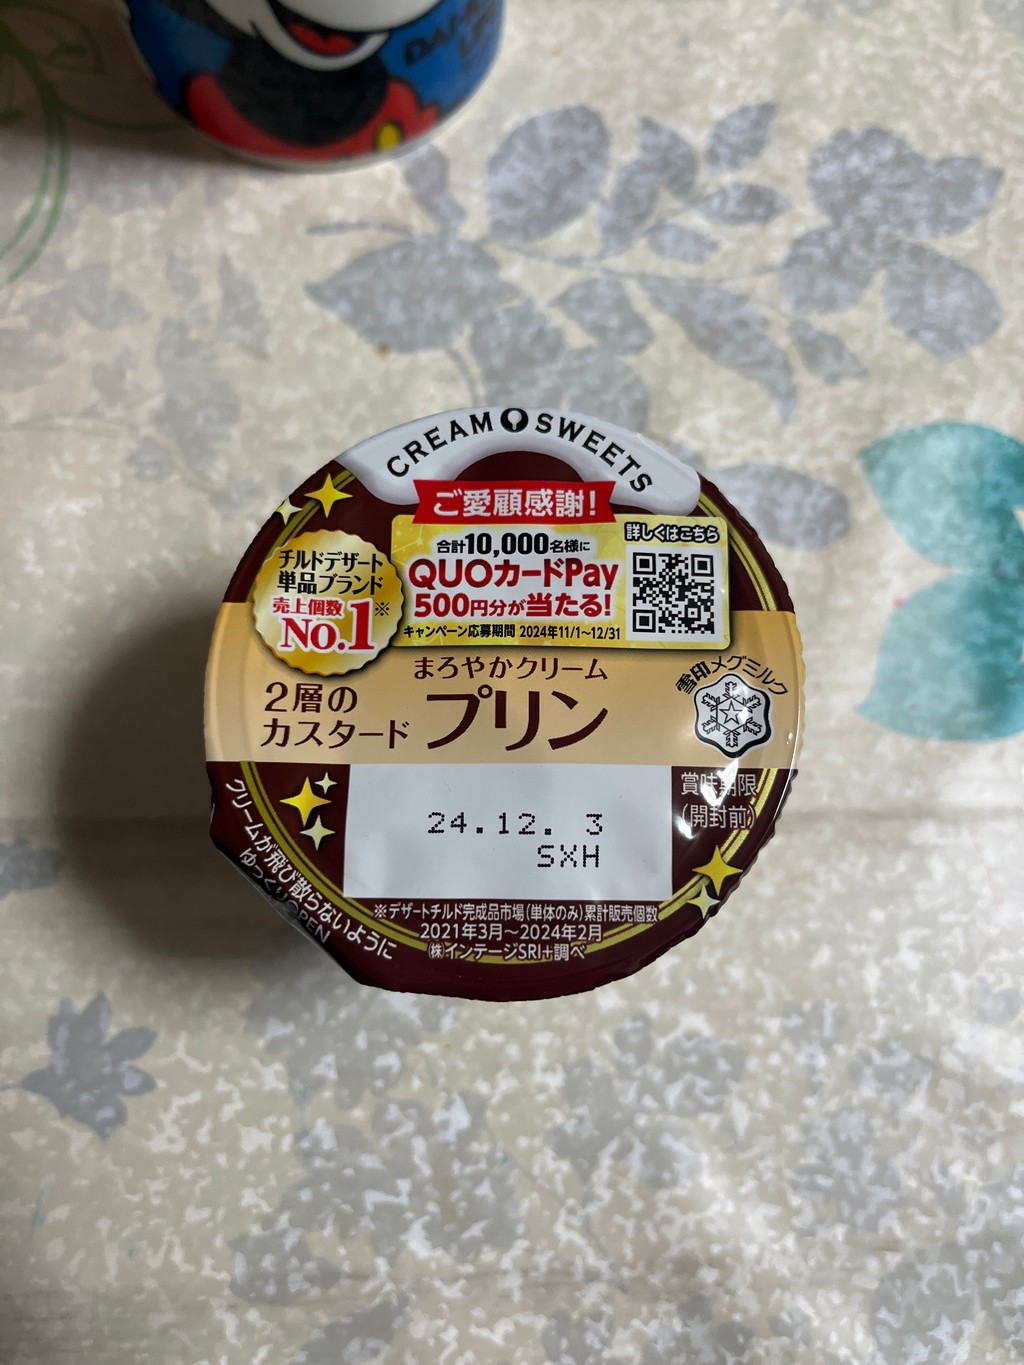 CREAM SWEETS
ご愛顧感謝!
合計10,000名様に
QUOカードPay
500円分が当たる!
キャンペーン応募期間 2024年11/1~12/31
詳しくはこちら
チルドデザート
単品ブランド
売上個数※
No.1
まろやかクリーム
2層の
カスタード
プリン
雪印メグミルク
賞味期限
(開封前)
24.12. 3
SXH
※デザートチルド完成品市場(単体のみ)累計販売個数
2021年3月~2024年2月
㈱インテージSRI+調べ
クリームが飛び散らないように
ゆっくりOPEN